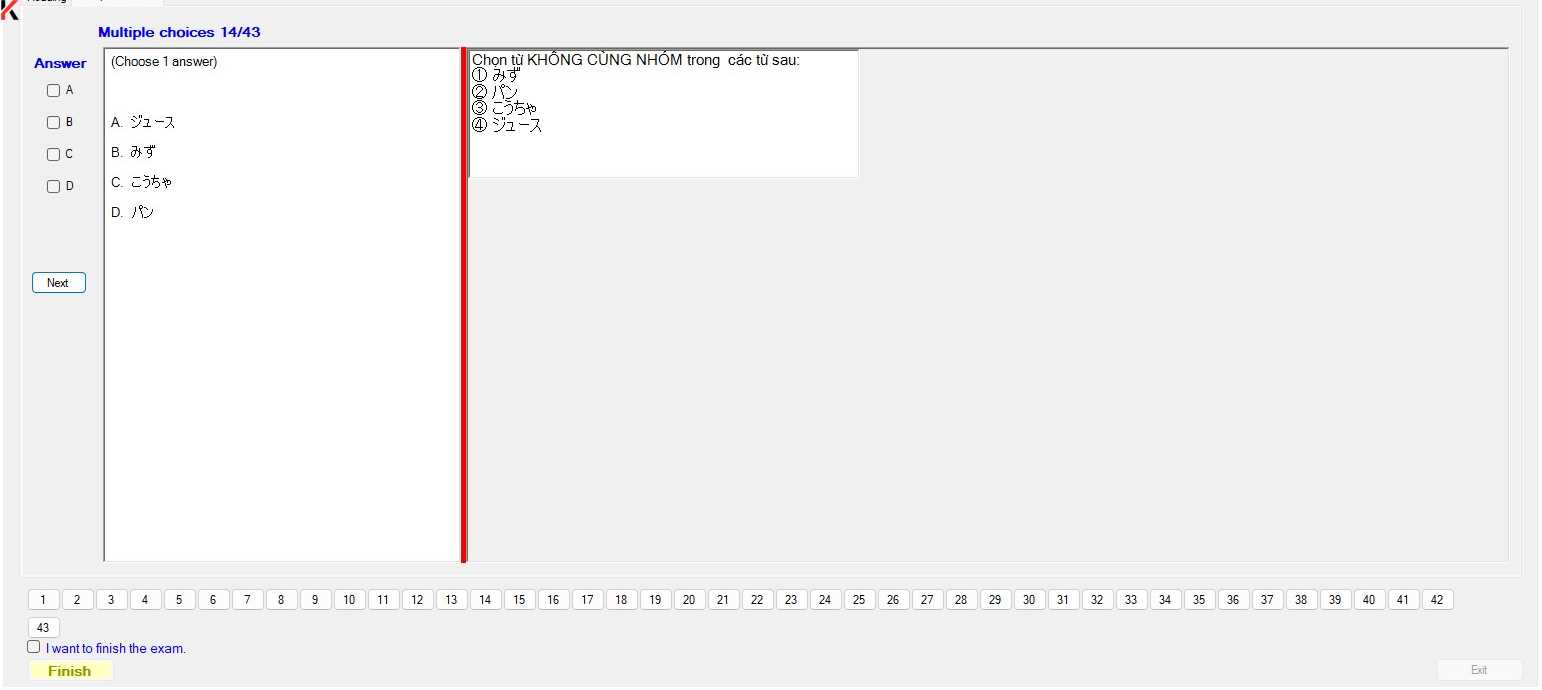 Multiple choices 14/43
Answer
(Choose 1 answer)
A
B
C
D
A. ジュース
B. みず
C. こうちゃ
D. パン
Next
Chọn từ KHÔNG CÙNG NHÓM trong các từ sau:
① みず
② パン
③ こうちゃ
④ ジュース
1 2 3 4 5 6 7 8 9 10 11 12 13 14 15 16 17 18 19 20 21 22 23 24 25 26 27 28 29 30 31 32 33 34 35 36 37 38 39 40 41 42
43
I want to finish the exam.
Finish
Exit